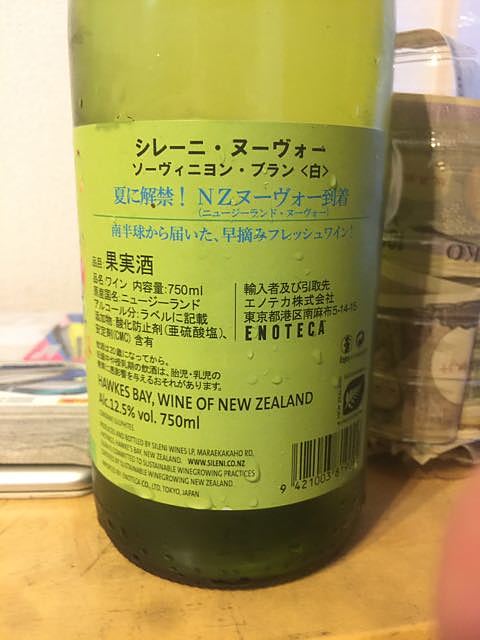 シレーニ・ヌーヴォー
ソーヴィニヨン・ブラン〈白〉
夏に解禁! NZヌーヴォー到着
(ニュージーランド・ヌーヴォー)
南半球から届いた、早摘みフレッシュワイン!
品目:果実酒
品名:ワイン 内容量:750ml
原産国名:ニュージーランド
アルコール分:ラベルに記載
添加物:酸化防止剤(亜硫酸塩)、
安定剤(CMC)含有
輸入者及び引取先
エノテカ株式会社
東京都港区南麻布5-14-15
ENOTECA
飲酒は20歳になってから。
妊娠中や授乳期の飲酒は、胎児・乳児の
発育に悪影響を与えるおそれがあります。
HAWKES BAY, WINE OF NEW ZEALAND
Alc 12.5% vol. 750ml
CONTAINS SULPHITES
PRODUCED AND BOTTLED BY SILENI WINES LP, MARAEKAKAHO RD,
HASTINGS, HAWKES BAY, NEW ZEALAND. WWW.SILENI.CO.NZ
COMMITTED TO SUSTAINABLE WINEGROWING PRACTICES
SUSTAINABLE WINEGROWING NEW ZEALAND.
ENOTECA CO., LTD, TOKYO, JAPAN
9 421003